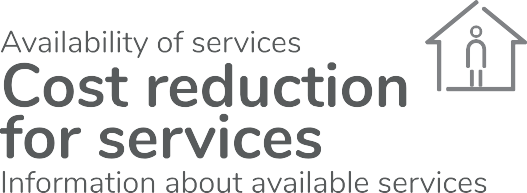 Availability of services
Cost reduction
for services
Information about available services